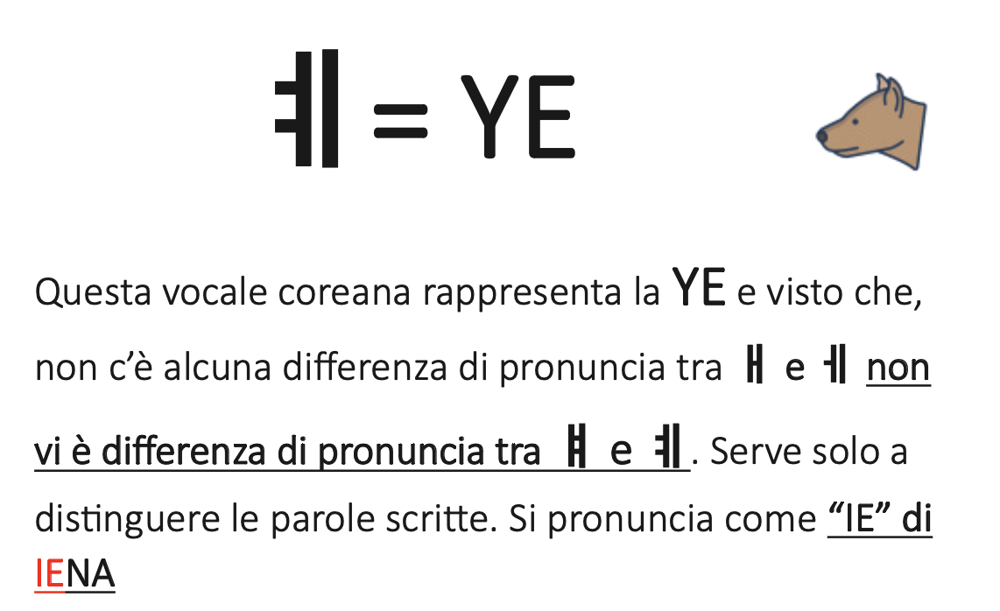 ㅖ = YE
Questa vocale coreana rappresenta la YE e visto che,
non c’è alcuna differenza di pronuncia tra ㅐ e ㅔ non
vi è differenza di pronuncia tra ㅒ e ㅖ. Serve solo a
distinguere le parole scritte. Si pronuncia come “IE” di
IENA